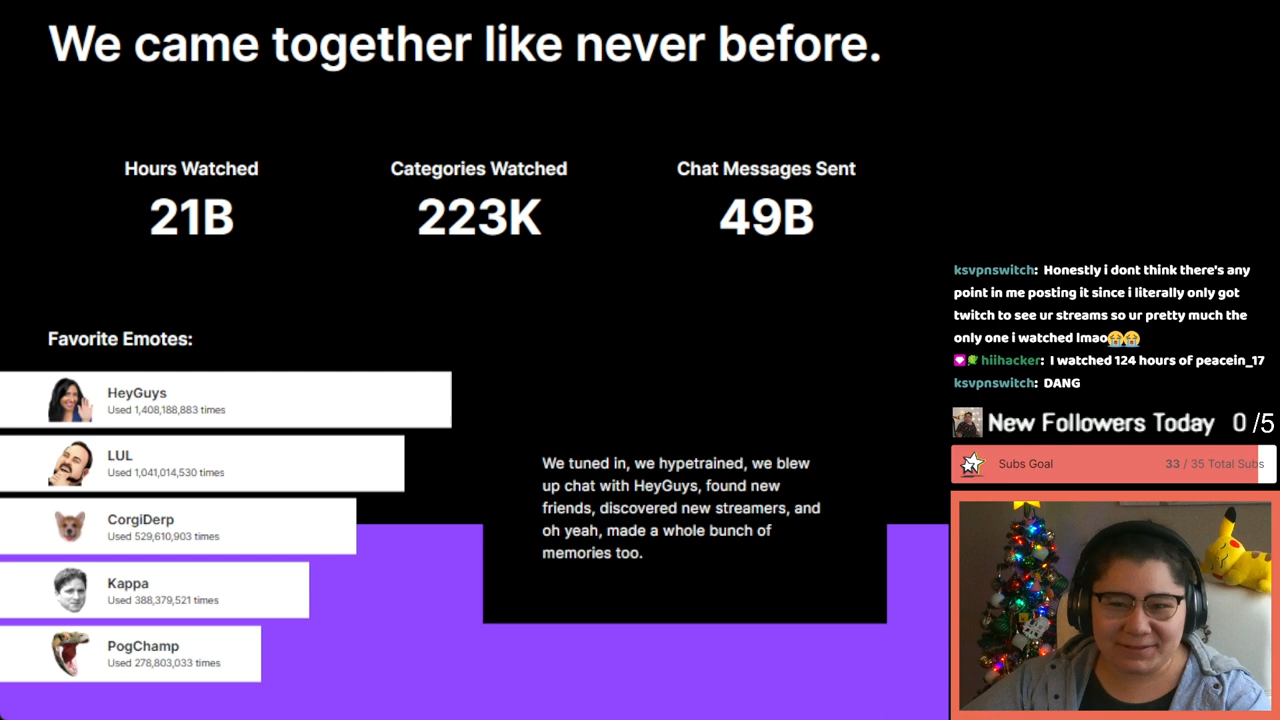 We came together like never before.
Hours Watched
21B
Categories Watched
223K
Chat Messages Sent
49B
Favorite Emotes:
HeyGuys
Used 1,408,188,883 times
LUL
Used 1,041,014,530 times
CorgiDerp
Used 529,610,903 times
Kappa
Used 388,379,521 times
PogChamp
Used 278,803,033 times
We tuned in, we hypetrained, we blew
up chat with HeyGuys, found new
friends, discovered new streamers, and
oh yeah, made a whole bunch of
memories too.
ksvpnswitch: Honestly i dont think there's any
point in me posting it since i literally only got
twitch to see ur streams so ur pretty much the
only one i watched lmao😭😭
hiihacker: I watched 124 hours of peacein_17
ksvpnswitch: DANG
New Followers Today 0 /5
Subs Goal 33 / 35 Total Subs